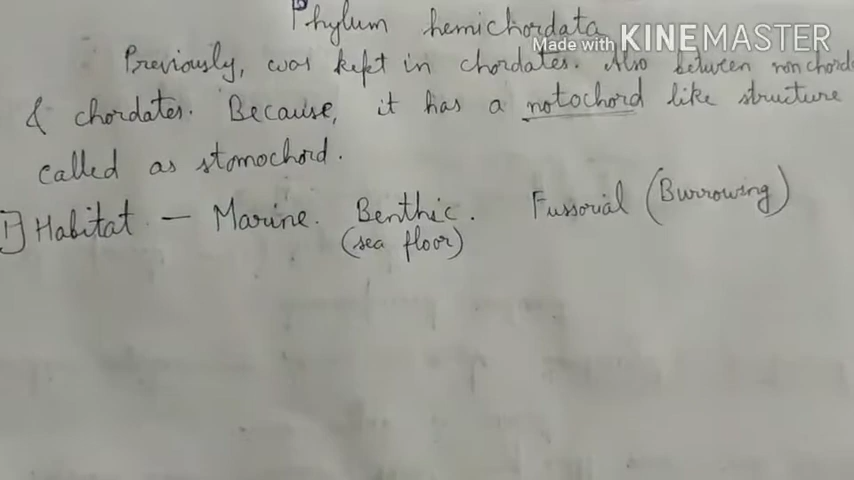 Phylum hemichordata
Made with KINEMASTER
Previously, was kept in chordates. Also between nonchord
& chordates. Because, it has a notochord like structure
called as stomochord.
1] Habitat - Marine. Benthic. Fussorial (Burrowing)
(sea floor)